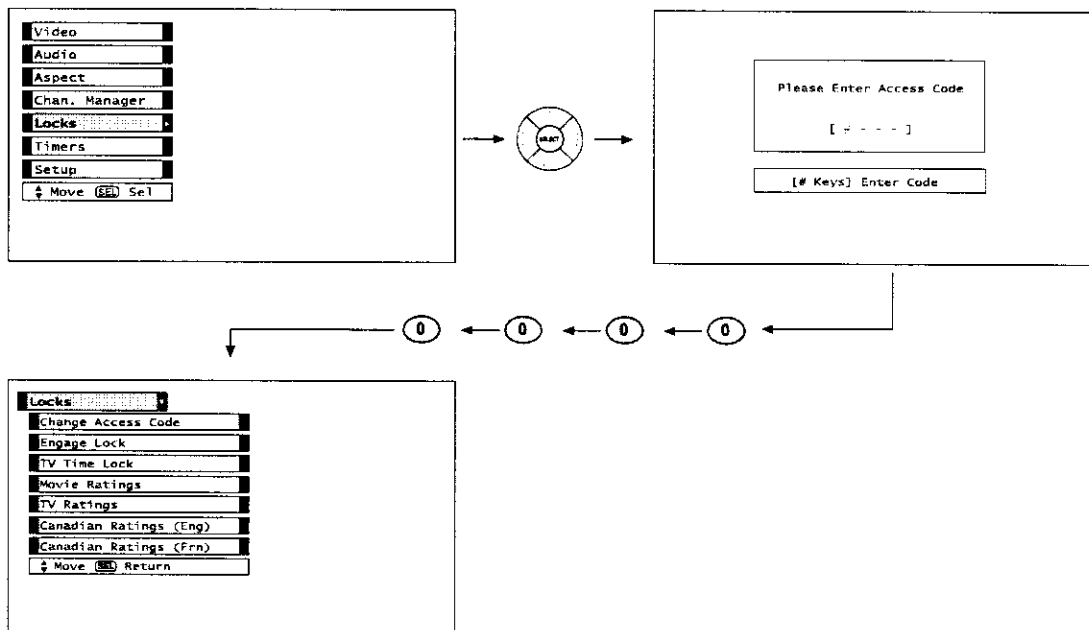 Video
Audio
Aspect
Chan. Manager
Locks
Timers
Setup
Move SEL Sel
SELECT
Please Enter Access Code
[ # - - - ]
[# Keys] Enter Code
0 0 0 0
Locks
Change Access Code
Engage Lock
TV Time Lock
Movie Ratings
TV Ratings
Canadian Ratings (Eng)
Canadian Ratings (Frn)
Move SEL Return